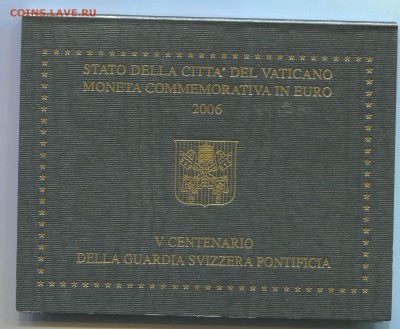 COINS.LAVE.RU
STATO DELLA CITTA' DEL VATICANO
MONETA COMMEMORATIVA IN EURO
2006
V CENTENARIO
DELLA GUARDIA SVIZZERA PONTIFICIA